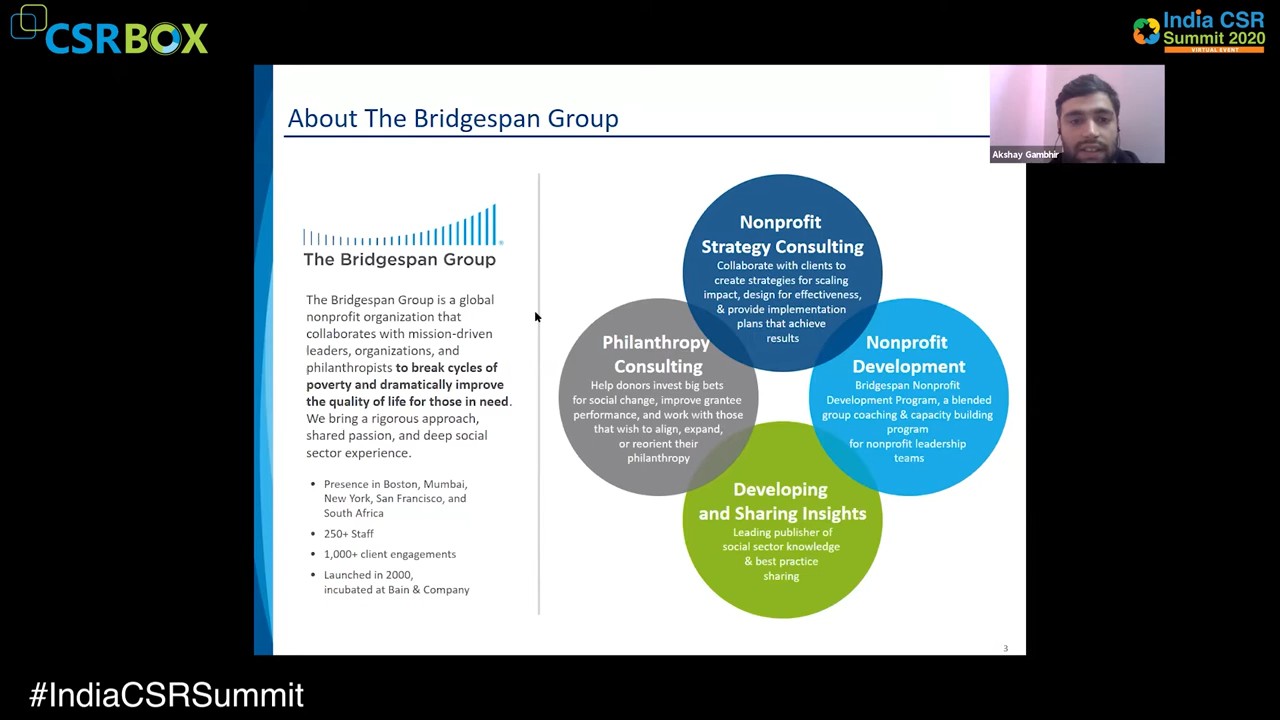 CSRBOX
India CSR
Summit 2020
VIRTUAL EVENT
About The Bridgespan Group
Akshay Gambhir
The Bridgespan Group
The Bridgespan Group is a global
nonprofit organization that
collaborates with mission-driven
leaders, organizations, and
philanthropists to break cycles of
poverty and dramatically improve
the quality of life for those in need.
We bring a rigorous approach,
shared passion, and deep social
sector experience.
• Presence in Boston, Mumbai,
New York, San Francisco, and
South Africa
• 250+ Staff
• 1,000+ client engagements
• Launched in 2000,
incubated at Bain & Company
Nonprofit
Strategy Consulting
Collaborate with clients to
create strategies for scaling
impact, design for effectiveness,
& provide implementation
plans that achieve
results
Philanthropy
Consulting
Help donors invest big bets
for social change, improve grantee
performance, and work with those
that wish to align, expand,
or reorient their
philanthropy
Nonprofit
Development
Bridgespan Nonprofit
Development Program, a blended
group coaching & capacity building
program
for nonprofit leadership
teams
Developing
and Sharing Insights
Leading publisher of
social sector knowledge
& best practice
sharing
3
#IndiaCSRSummit